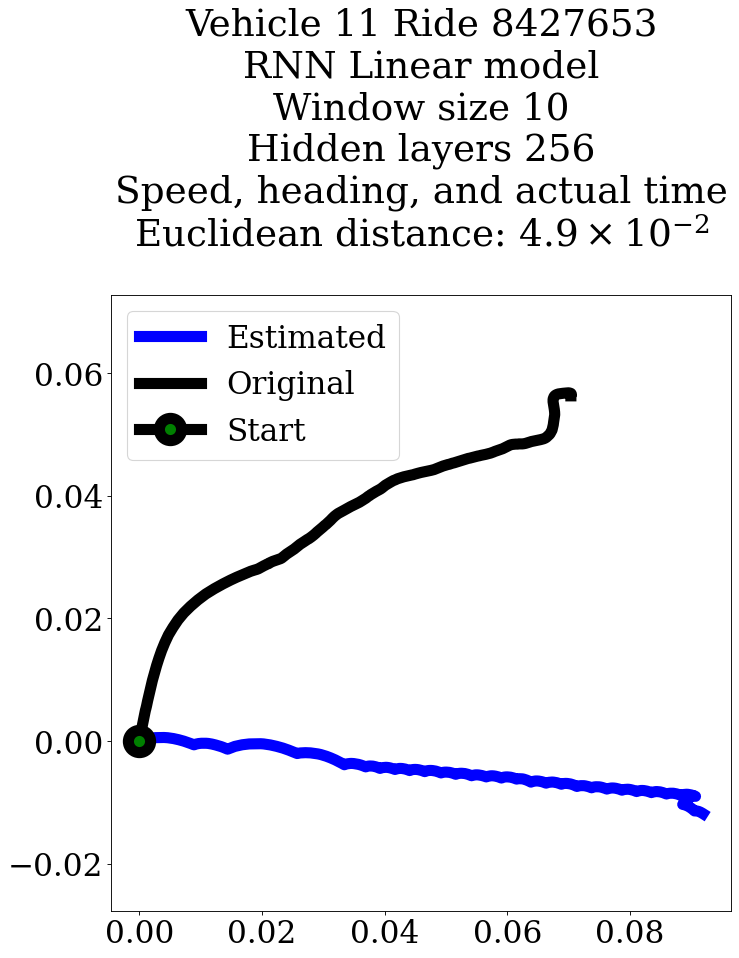 Vehicle 11 Ride 8427653
RNN Linear model
Window size 10
Hidden layers 256
Speed, heading, and actual time
Euclidean distance: 4.9 × 10⁻²
Estimated
Original
Start
0.06
0.04
0.02
0.00
−0.02
0.00 0.02 0.04 0.06 0.08